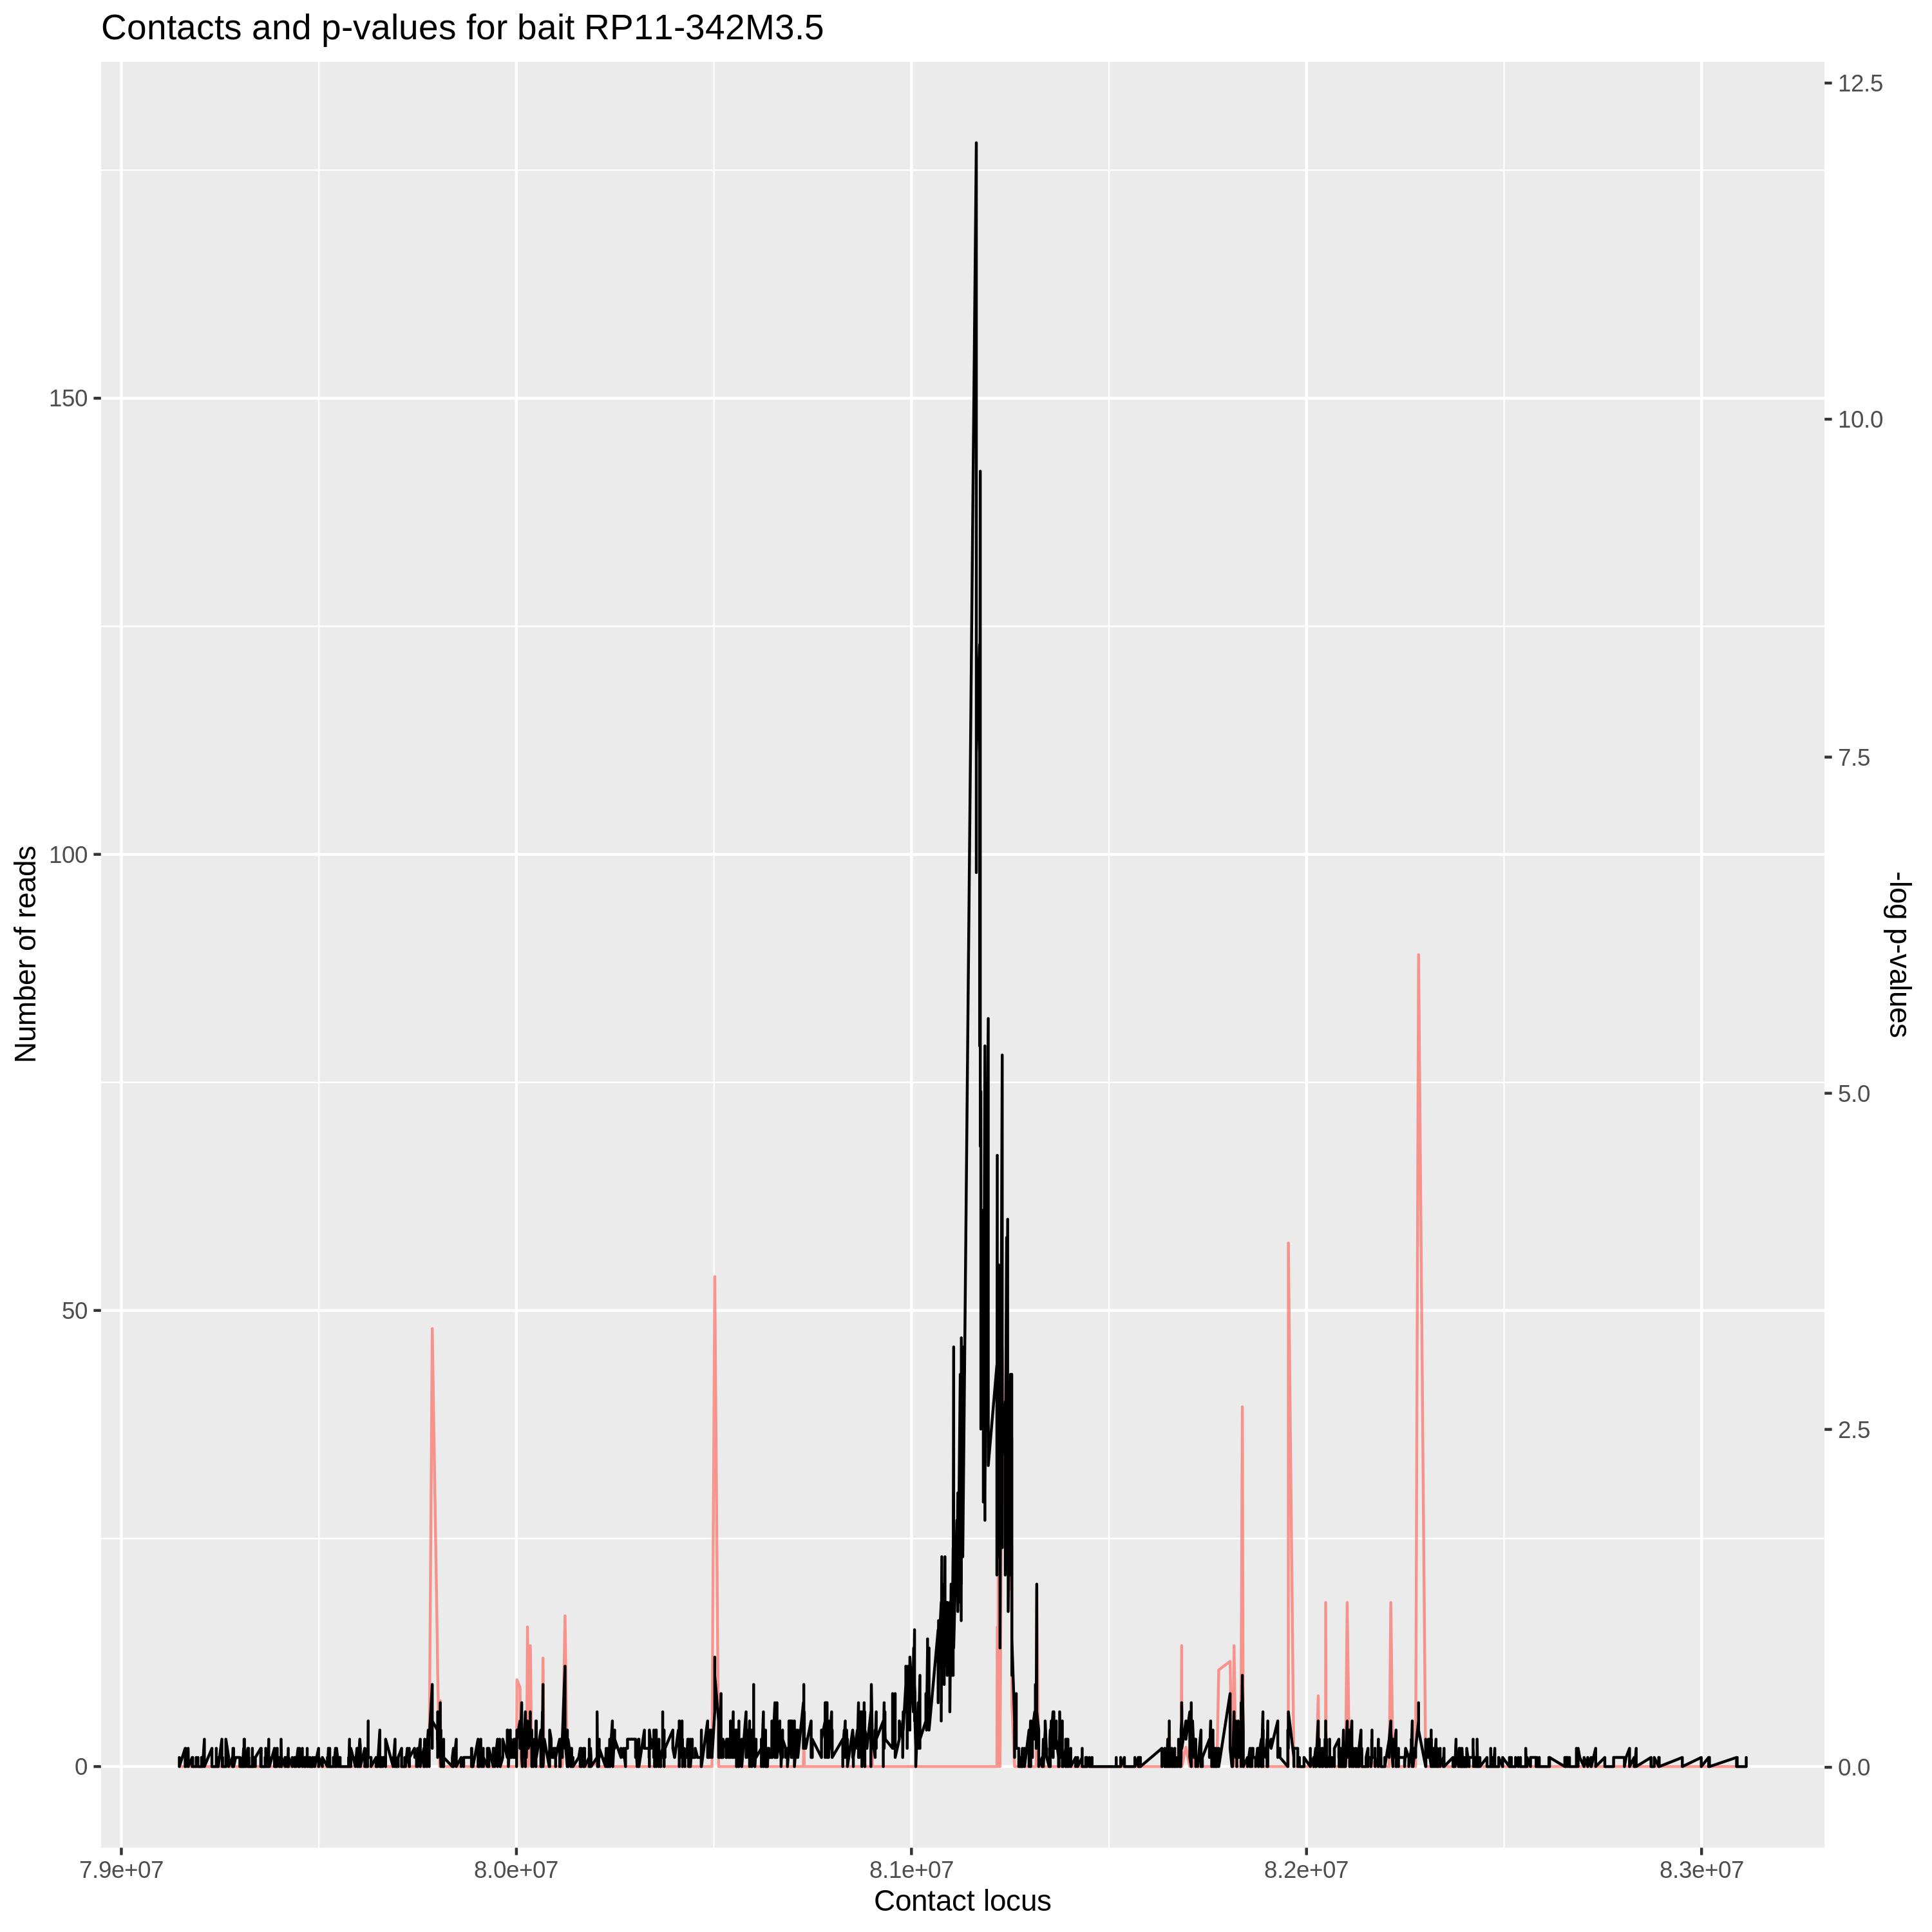 Contacts and p-values for bait RP11-342M3.5
Number of reads
150
100
50
0
12.5
10.0
7.5
5.0
2.5
0.0
-log p-values
7.9e+07
8.0e+07
8.1e+07
8.2e+07
8.3e+07
Contact locus